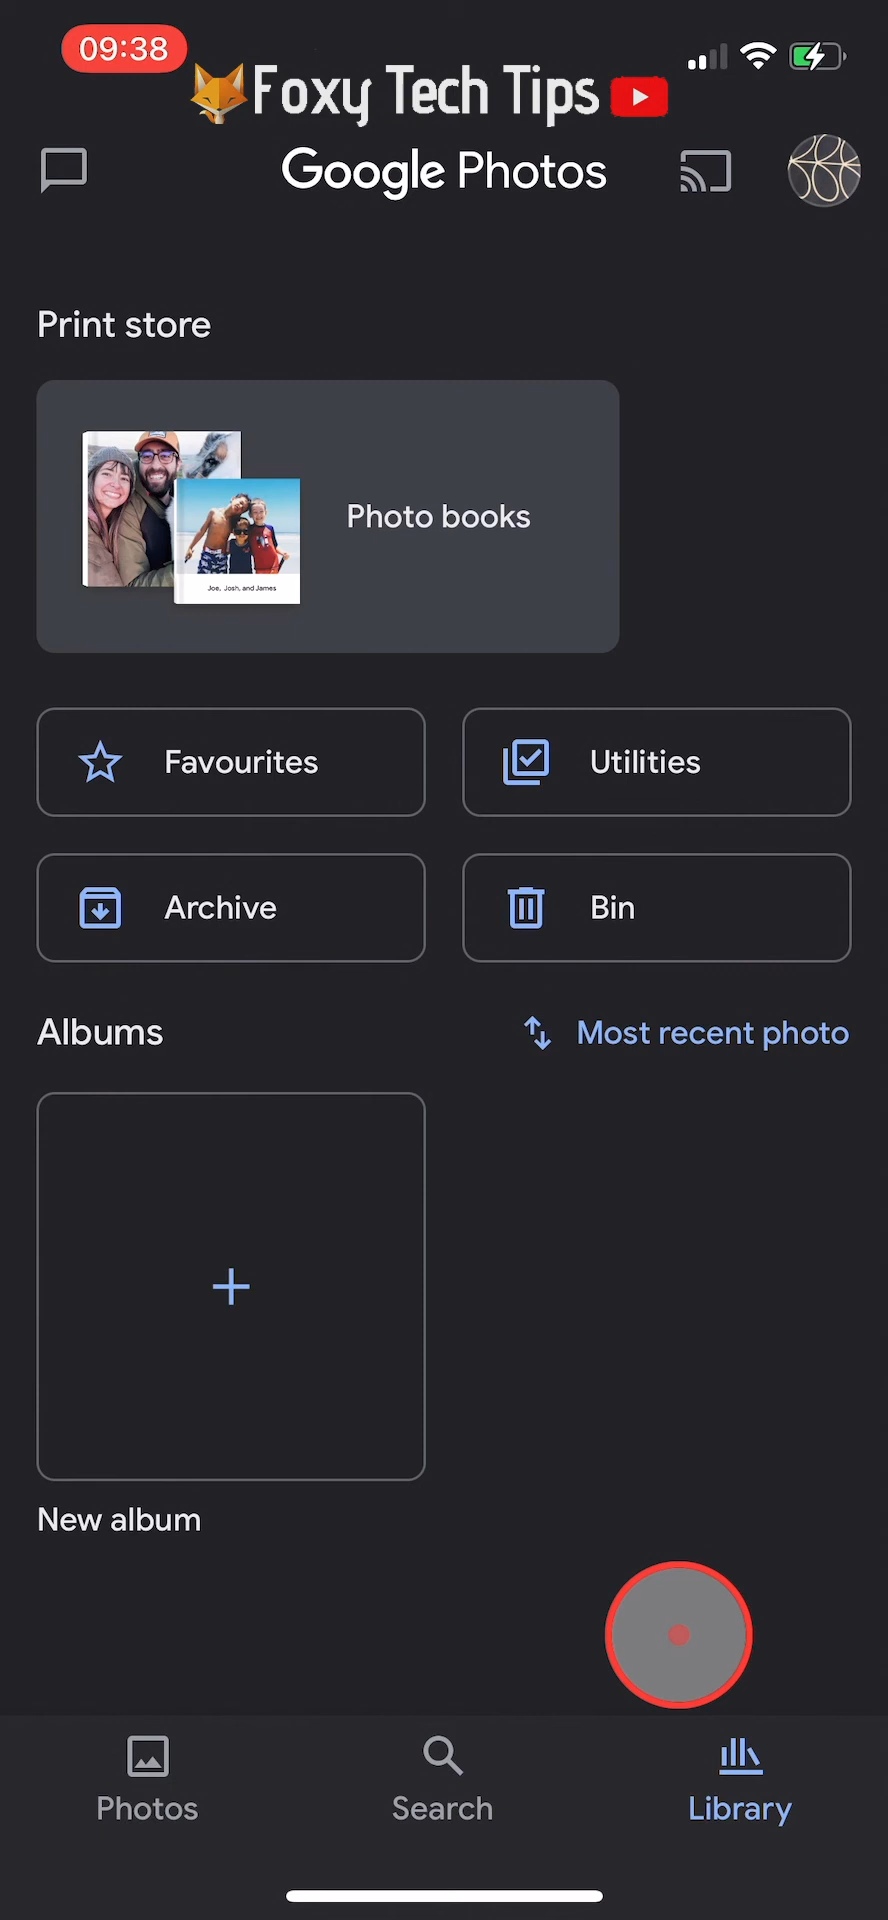 09:38
Foxy Tech Tips
Google Photos
Print store
Photo books
Joe, Josh, and James
Favourites
Utilities
Archive
Bin
Albums
Most recent photo
New album
Photos
Search
Library